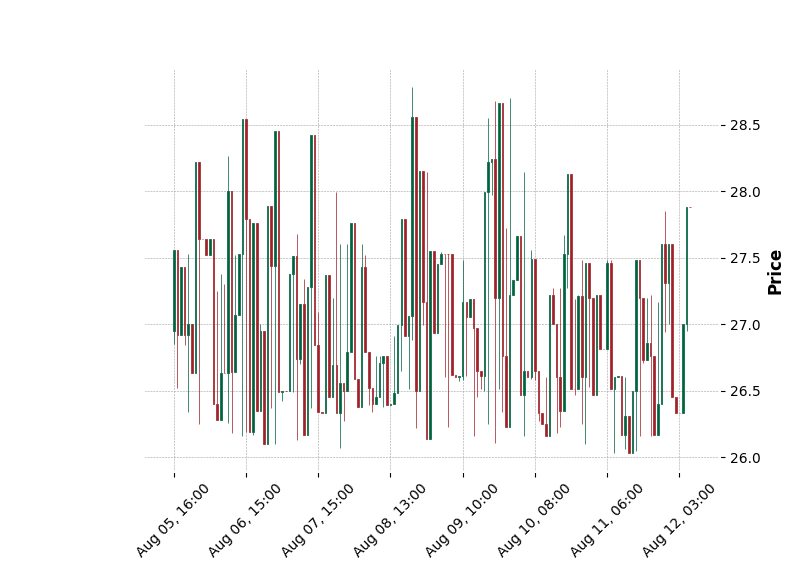 28.5
28.0
27.5
27.0
26.5
26.0
Price
Aug 05, 16:00
Aug 06, 15:00
Aug 07, 15:00
Aug 08, 13:00
Aug 09, 10:00
Aug 10, 08:00
Aug 11, 06:00
Aug 12, 03:00